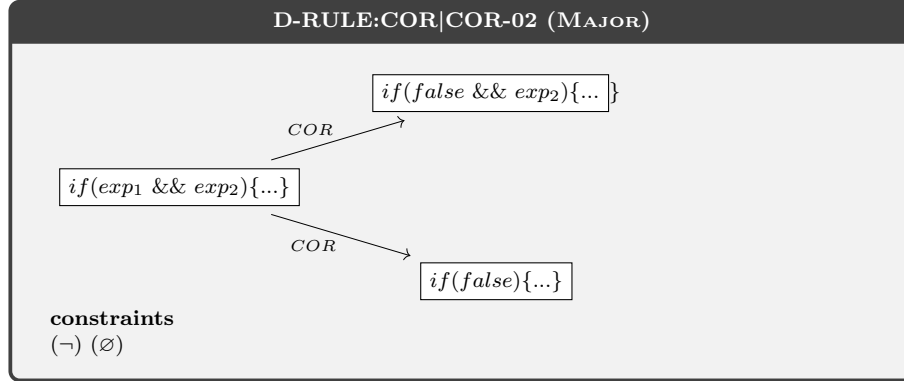 D-RULE:COR|COR-02 (MAJOR)
if(false && exp₂){... }
COR
if(exp₁ && exp₂){...}
COR
if(false){...}
constraints
(¬) (∅)